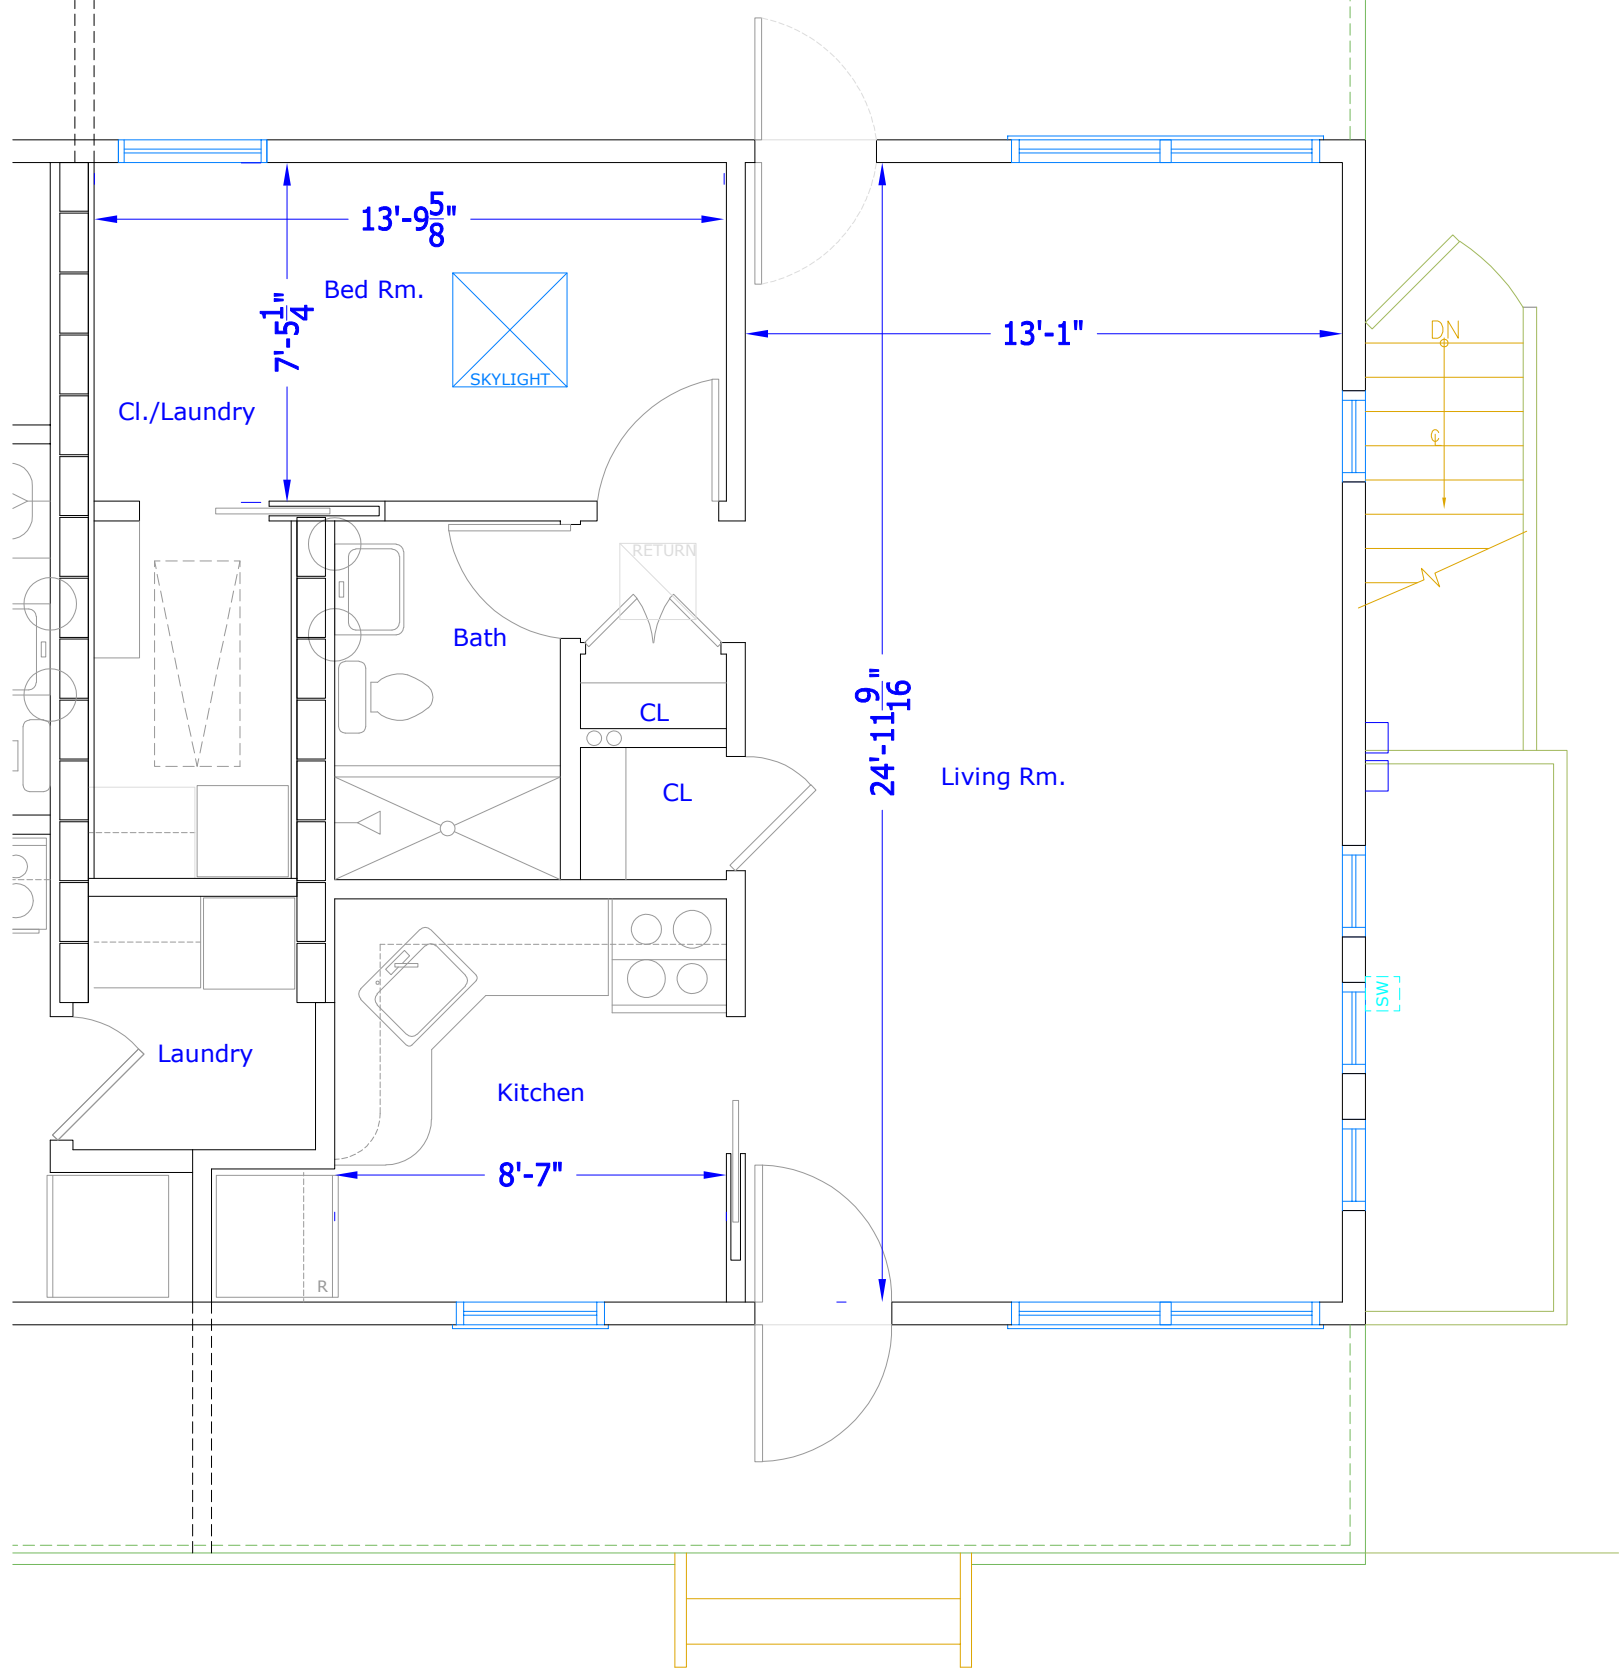 13'-9 5/8"
Bed Rm.
7'-5 1/4"
SKYLIGHT
13'-1"
DN
Cl./Laundry
℄
RETURN
Bath
CL
24'-11 9/16"
Living Rm.
CL
SW
Laundry
Kitchen
8'-7"
R